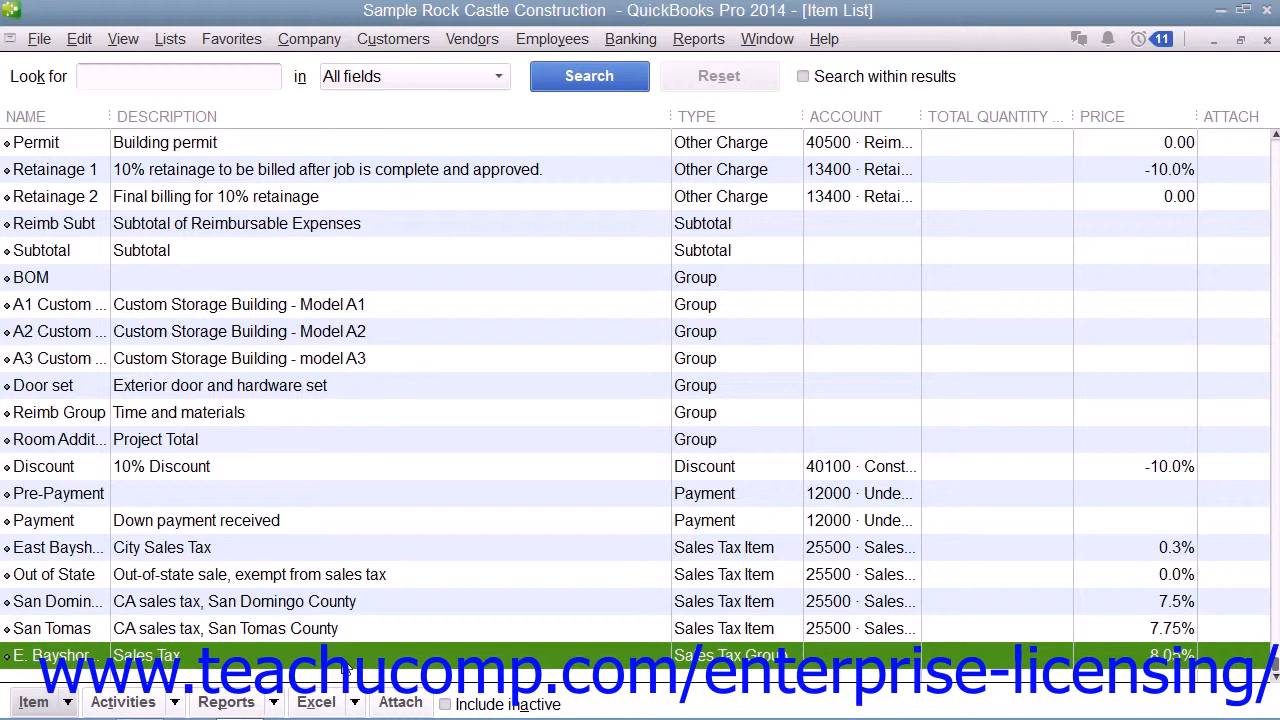 Sample Rock Castle Construction - QuickBooks Pro 2014 - [Item List]
File Edit View Lists Favorites Company Customers Vendors Employees Banking Reports Window Help 11
Look for in All fields Search Reset Search within results
NAME DESCRIPTION TYPE ACCOUNT TOTAL QUANTITY ... PRICE ATTACH
Permit Building permit Other Charge 40500 · Reim... 0.00
Retainage 1 10% retainage to be billed after job is complete and approved. Other Charge 13400 · Retai... -10.0%
Retainage 2 Final billing for 10% retainage Other Charge 13400 · Retai... 0.00
Reimb Subt Subtotal of Reimbursable Expenses Subtotal
Subtotal Subtotal Subtotal
BOM Group
A1 Custom ... Custom Storage Building - Model A1 Group
A2 Custom ... Custom Storage Building - Model A2 Group
A3 Custom ... Custom Storage Building - model A3 Group
Door set Exterior door and hardware set Group
Reimb Group Time and materials Group
Room Addit... Project Total Group
Discount 10% Discount Discount 40100 · Const... -10.0%
Pre-Payment Payment 12000 · Unde...
Payment Down payment received Payment 12000 · Unde...
East Baysh... City Sales Tax Sales Tax Item 25500 · Sales... 0.3%
Out of State Out-of-state sale, exempt from sales tax Sales Tax Item 25500 · Sales... 0.0%
San Domin... CA sales tax, San Domingo County Sales Tax Item 25500 · Sales... 7.5%
San Tomas CA sales tax, San Tomas County Sales Tax Item 25500 · Sales... 7.75%
E. Bayshor... Sales Tax Sales Tax Group
www.teachucomp.com/enterprise-licensing/
Item Activities Reports Excel Attach Include inactive